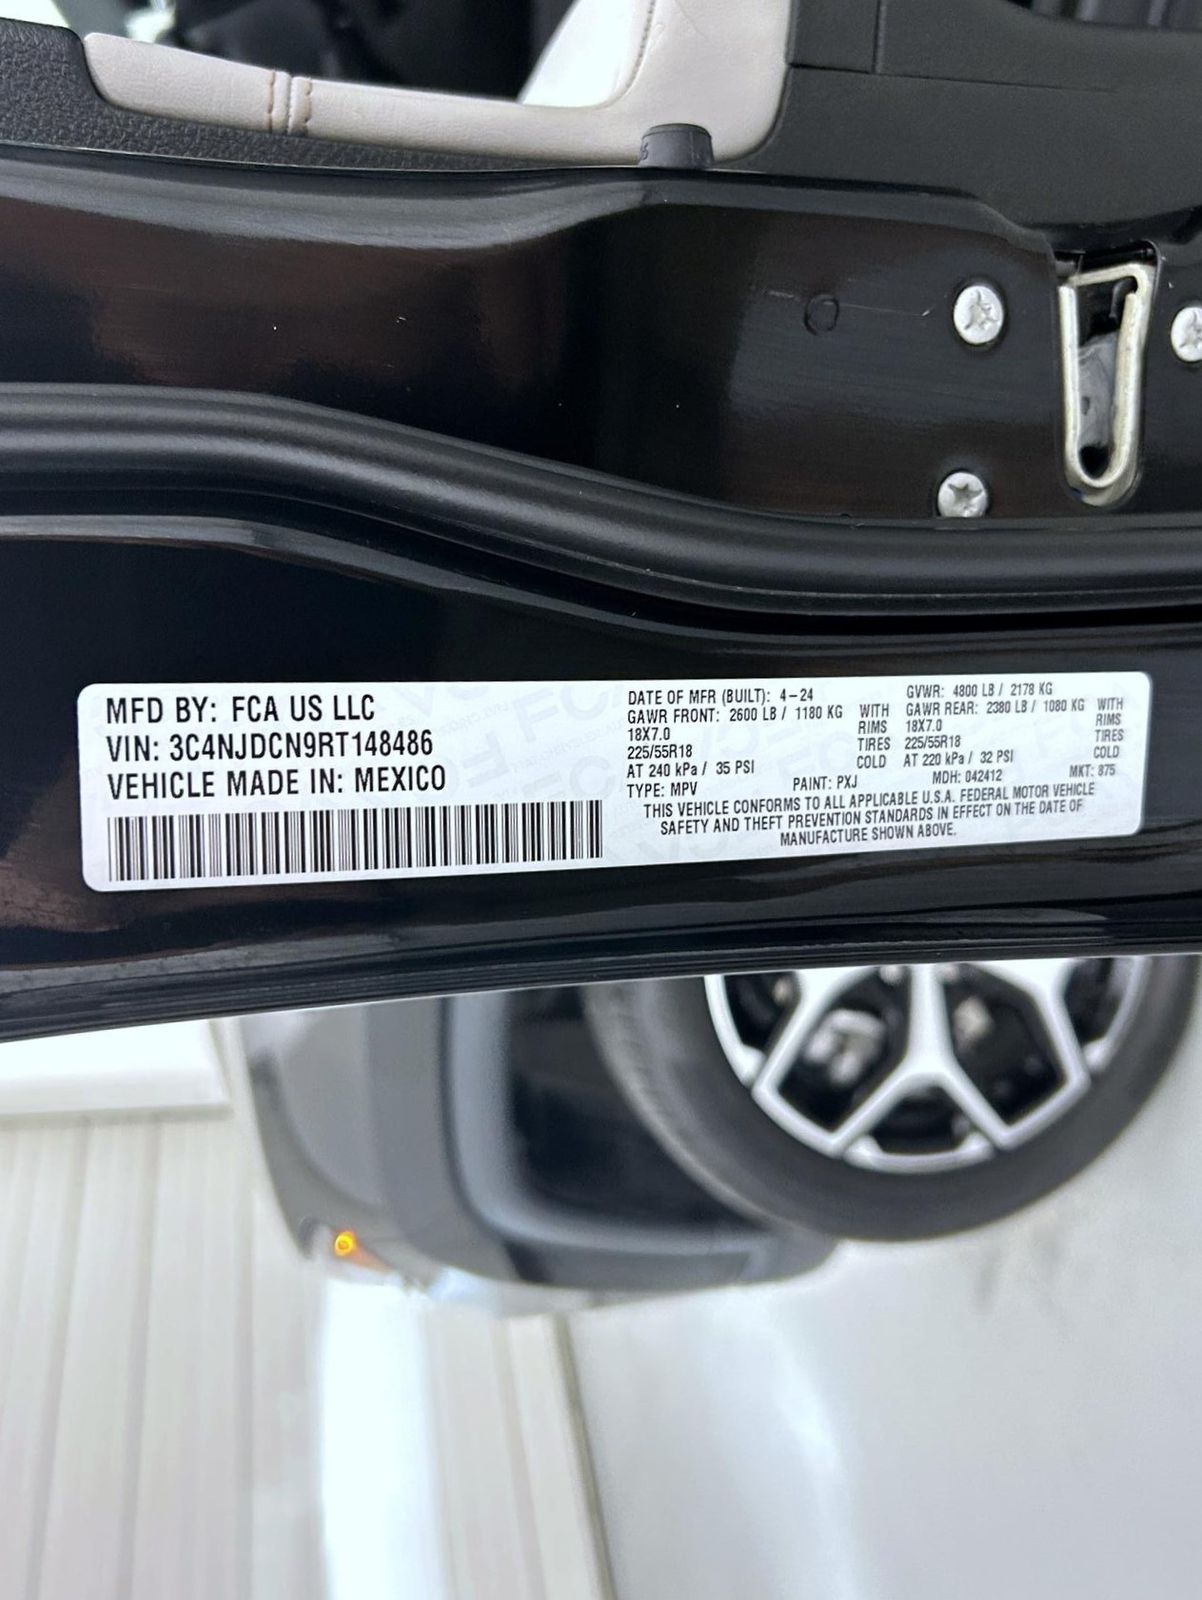 MFD BY: FCA US LLC
VIN: 3C4NJDCN9RT148486
VEHICLE MADE IN: MEXICO
DATE OF MFR (BUILT): 4-24
GVWR: 4800 LB / 2178 KG
GAWR FRONT: 2600 LB / 1180 KG WITH
GAWR REAR: 2380 LB / 1080 KG WITH
18X7.0 RIMS
18X7.0 RIMS
225/55R18 TIRES
225/55R18 TIRES
AT 240 kPa / 35 PSI COLD
AT 220 kPa / 32 PSI COLD
TYPE: MPV PAINT: PXJ MDH: 042412 MKT: 875
THIS VEHICLE CONFORMS TO ALL APPLICABLE U.S.A. FEDERAL MOTOR VEHICLE
SAFETY AND THEFT PREVENTION STANDARDS IN EFFECT ON THE DATE OF
MANUFACTURE SHOWN ABOVE.